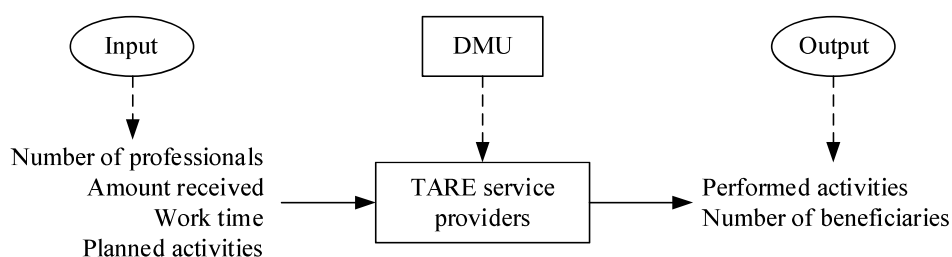 Input
DMU
Output
Number of professionals
Amount received
Work time
Planned activities
TARE service
providers
Performed activities
Number of beneficiaries